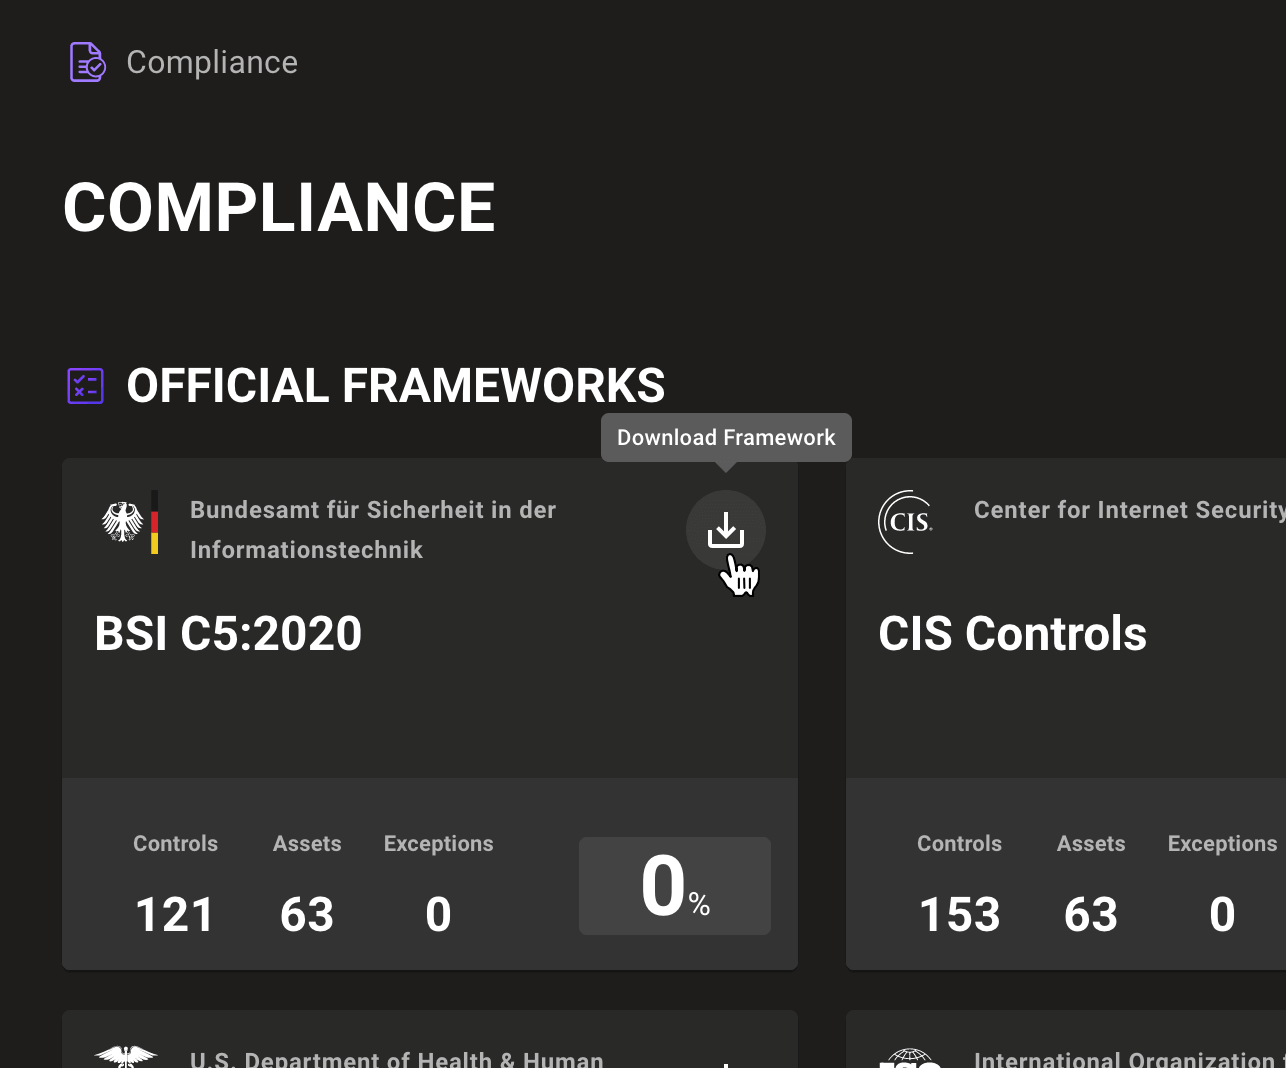 Compliance
COMPLIANCE
OFFICIAL FRAMEWORKS
Download Framework
Bundesamt für Sicherheit in der
Informationstechnik
BSI C5:2020
Controls Assets Exceptions
121 63 0 0%
CIS.
Center for Internet Security
CIS Controls
Controls Assets Exceptions
153 63 0
U.S. Department of Health & Human
International Organization